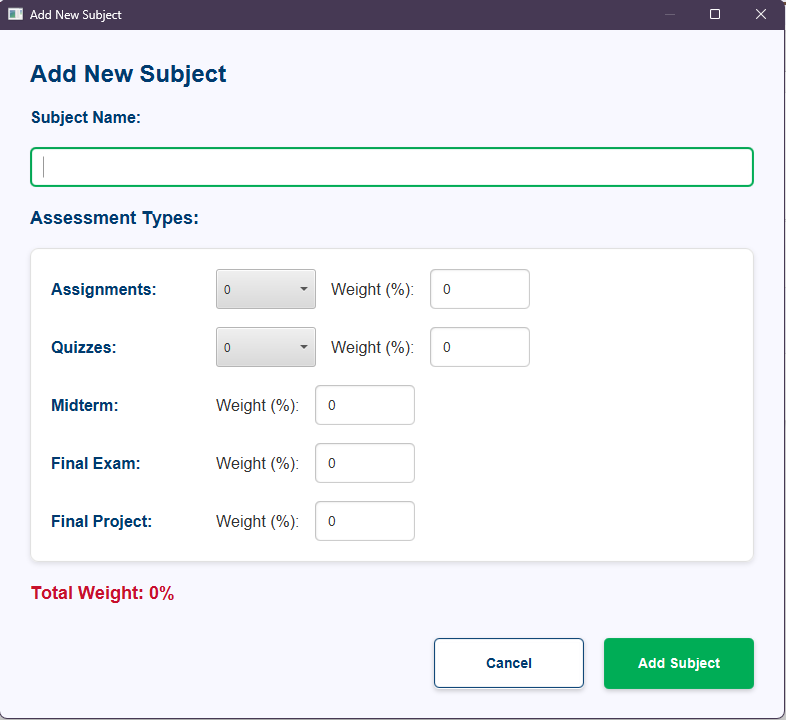 Add New Subject
Add New Subject
Subject Name:
Assessment Types:
Assignments: 0 Weight (%): 0
Quizzes: 0 Weight (%): 0
Midterm: Weight (%): 0
Final Exam: Weight (%): 0
Final Project: Weight (%): 0
Total Weight: 0%
Cancel Add Subject